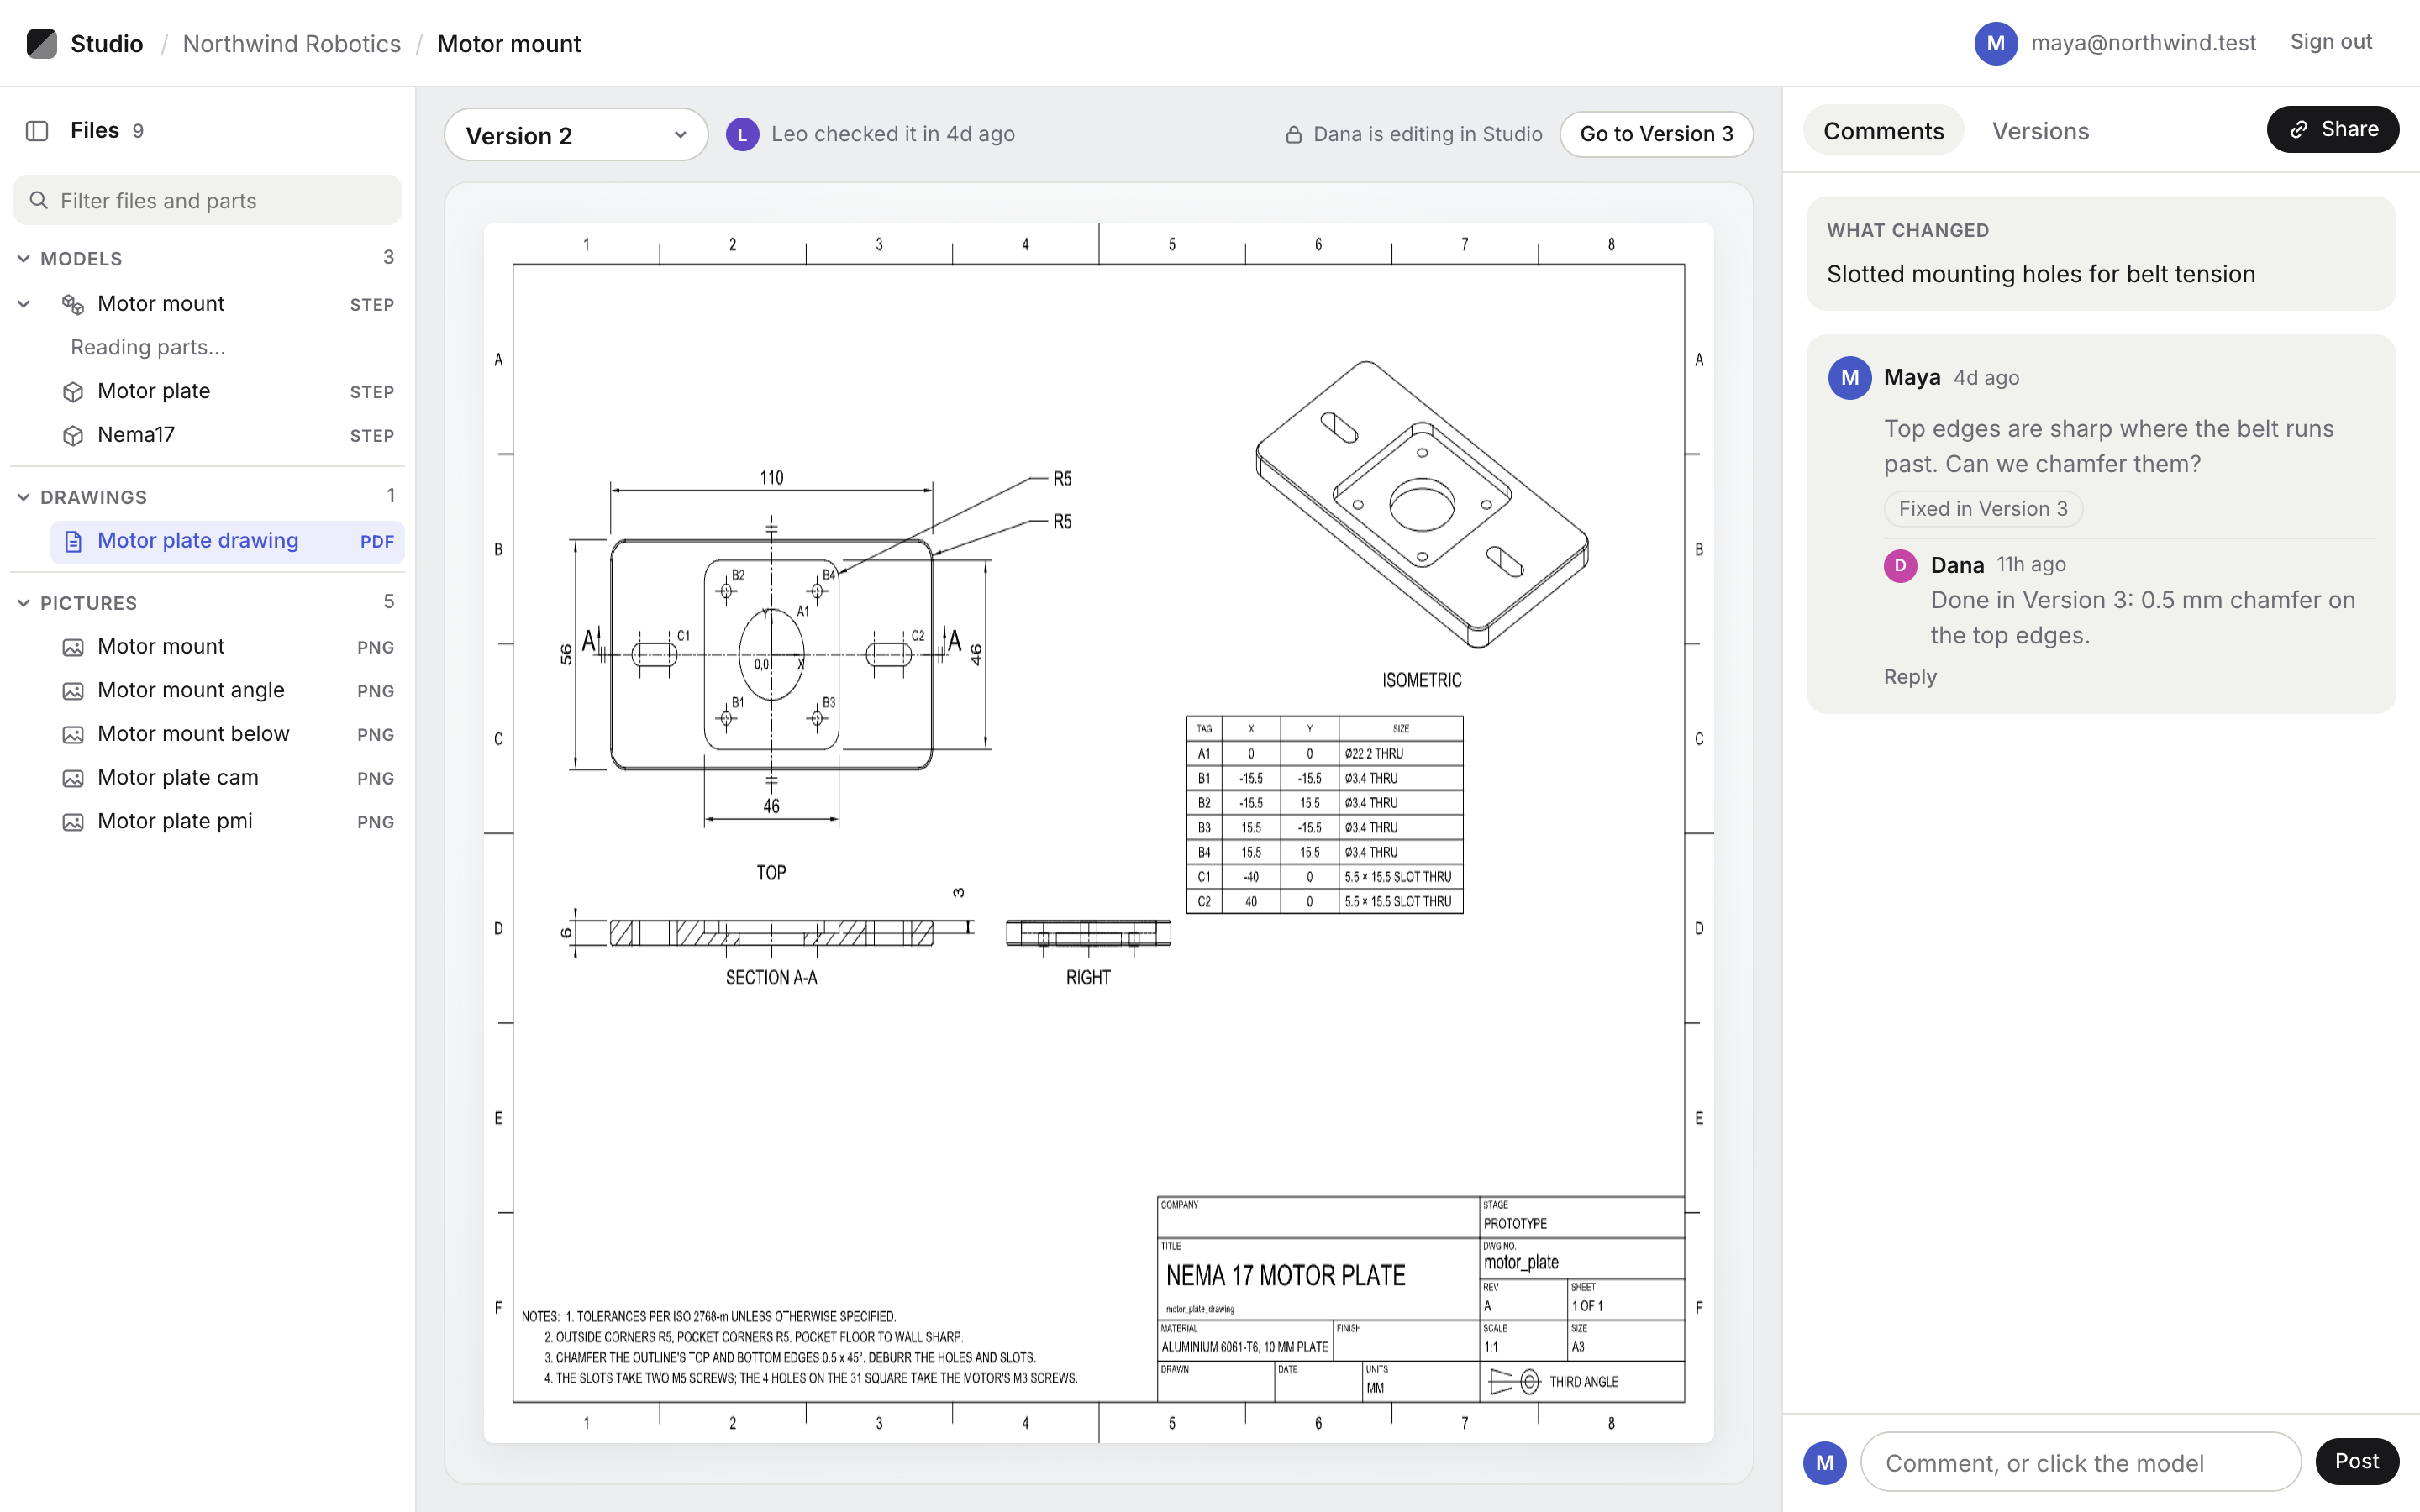 Studio / Northwind Robotics / Motor mount
M maya@northwind.test Sign out
Files 9
Filter files and parts
MODELS 3
Motor mount STEP
Reading parts...
Motor plate STEP
Nema17 STEP
DRAWINGS 1
Motor plate drawing PDF
PICTURES 5
Motor mount PNG
Motor mount angle PNG
Motor mount below PNG
Motor plate cam PNG
Motor plate pmi PNG
Version 2
L Leo checked it in 4d ago
Dana is editing in Studio
Go to Version 3
1 2 3 4 5 6 7 8
A A
B B
C C
D D
E E
F F
110
R5
R5
B2 B4
Y A1
56 A C1 C2 A 46
0,0 X
B1 B3
46
TOP
3
6
SECTION A-A
RIGHT
ISOMETRIC
TAG X Y SIZE
A1 0 0 Ø22.2 THRU
B1 -15.5 -15.5 Ø3.4 THRU
B2 -15.5 15.5 Ø3.4 THRU
B3 15.5 -15.5 Ø3.4 THRU
B4 15.5 15.5 Ø3.4 THRU
C1 -40 0 5.5 × 15.5 SLOT THRU
C2 40 0 5.5 × 15.5 SLOT THRU
NOTES: 1. TOLERANCES PER ISO 2768-m UNLESS OTHERWISE SPECIFIED.
2. OUTSIDE CORNERS R5, POCKET CORNERS R5. POCKET FLOOR TO WALL SHARP.
3. CHAMFER THE OUTLINE'S TOP AND BOTTOM EDGES 0.5 x 45°. DEBURR THE HOLES AND SLOTS.
4. THE SLOTS TAKE TWO M5 SCREWS; THE 4 HOLES ON THE 31 SQUARE TAKE THE MOTOR'S M3 SCREWS.
COMPANY
STAGE
PROTOTYPE
TITLE
NEMA 17 MOTOR PLATE
motor_plate_drawing
DWG NO.
motor_plate
REV SHEET
A 1 OF 1
MATERIAL FINISH SCALE SIZE
ALUMINIUM 6061-T6, 10 MM PLATE 1:1 A3
DRAWN DATE UNITS
MM
THIRD ANGLE
1 2 3 4 5 6 7 8
Comments Versions Share
WHAT CHANGED
Slotted mounting holes for belt tension
M Maya 4d ago
Top edges are sharp where the belt runs
past. Can we chamfer them?
Fixed in Version 3
D Dana 11h ago
Done in Version 3: 0.5 mm chamfer on
the top edges.
Reply
M Comment, or click the model Post